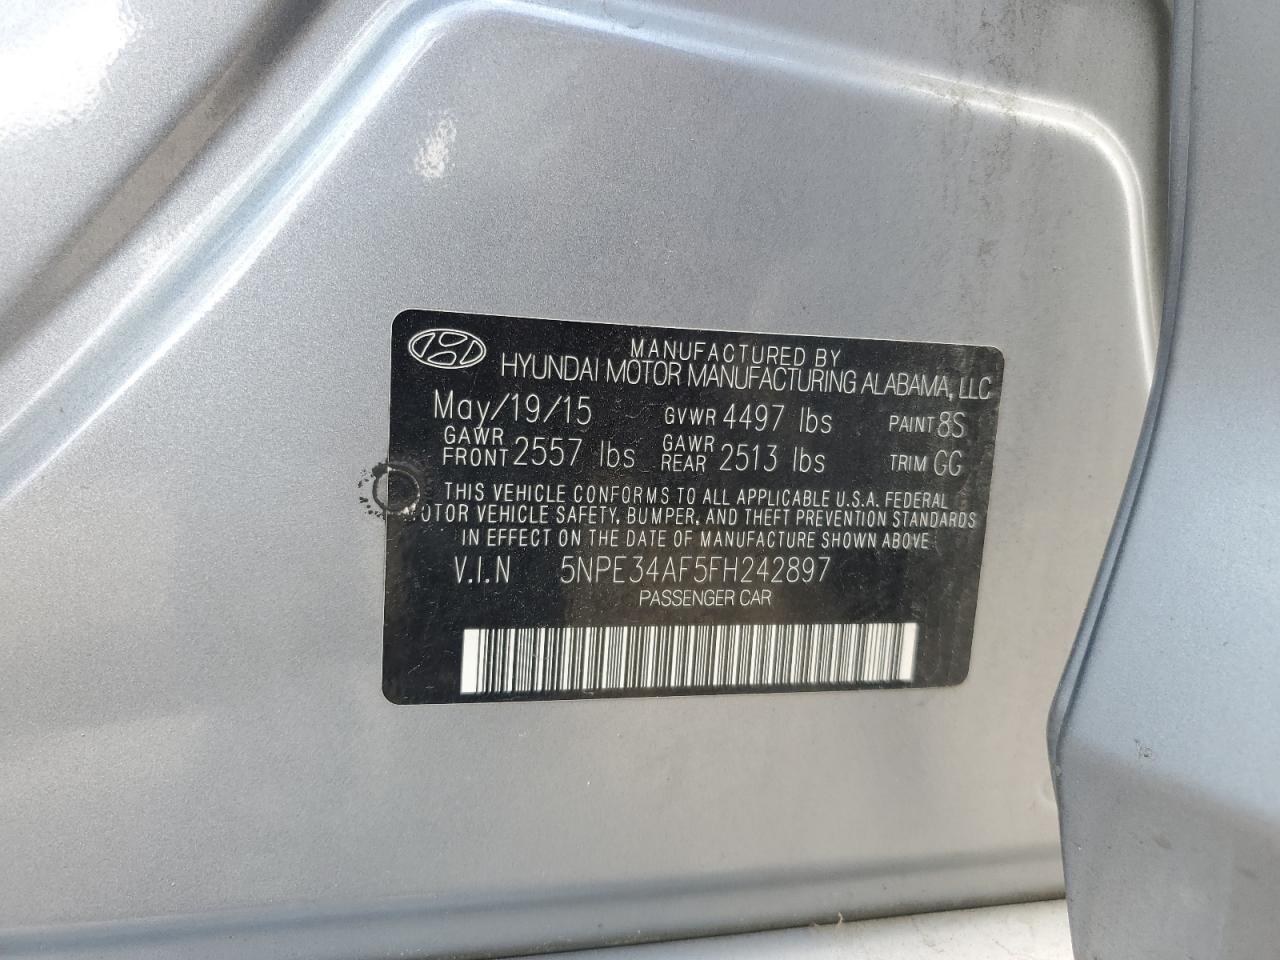 MANUFACTURED BY
HYUNDAI MOTOR MANUFACTURING ALABAMA, LLC
May/19/15 GVWR 4497 lbs PAINT 8S
GAWR FRONT 2557 lbs GAWR REAR 2513 lbs TRIM GG
THIS VEHICLE CONFORMS TO ALL APPLICABLE U.S.A. FEDERAL
MOTOR VEHICLE SAFETY, BUMPER, AND THEFT PREVENTION STANDARDS
IN EFFECT ON THE DATE OF MANUFACTURE SHOWN ABOVE
V.I.N 5NPE34AF5FH242897
PASSENGER CAR